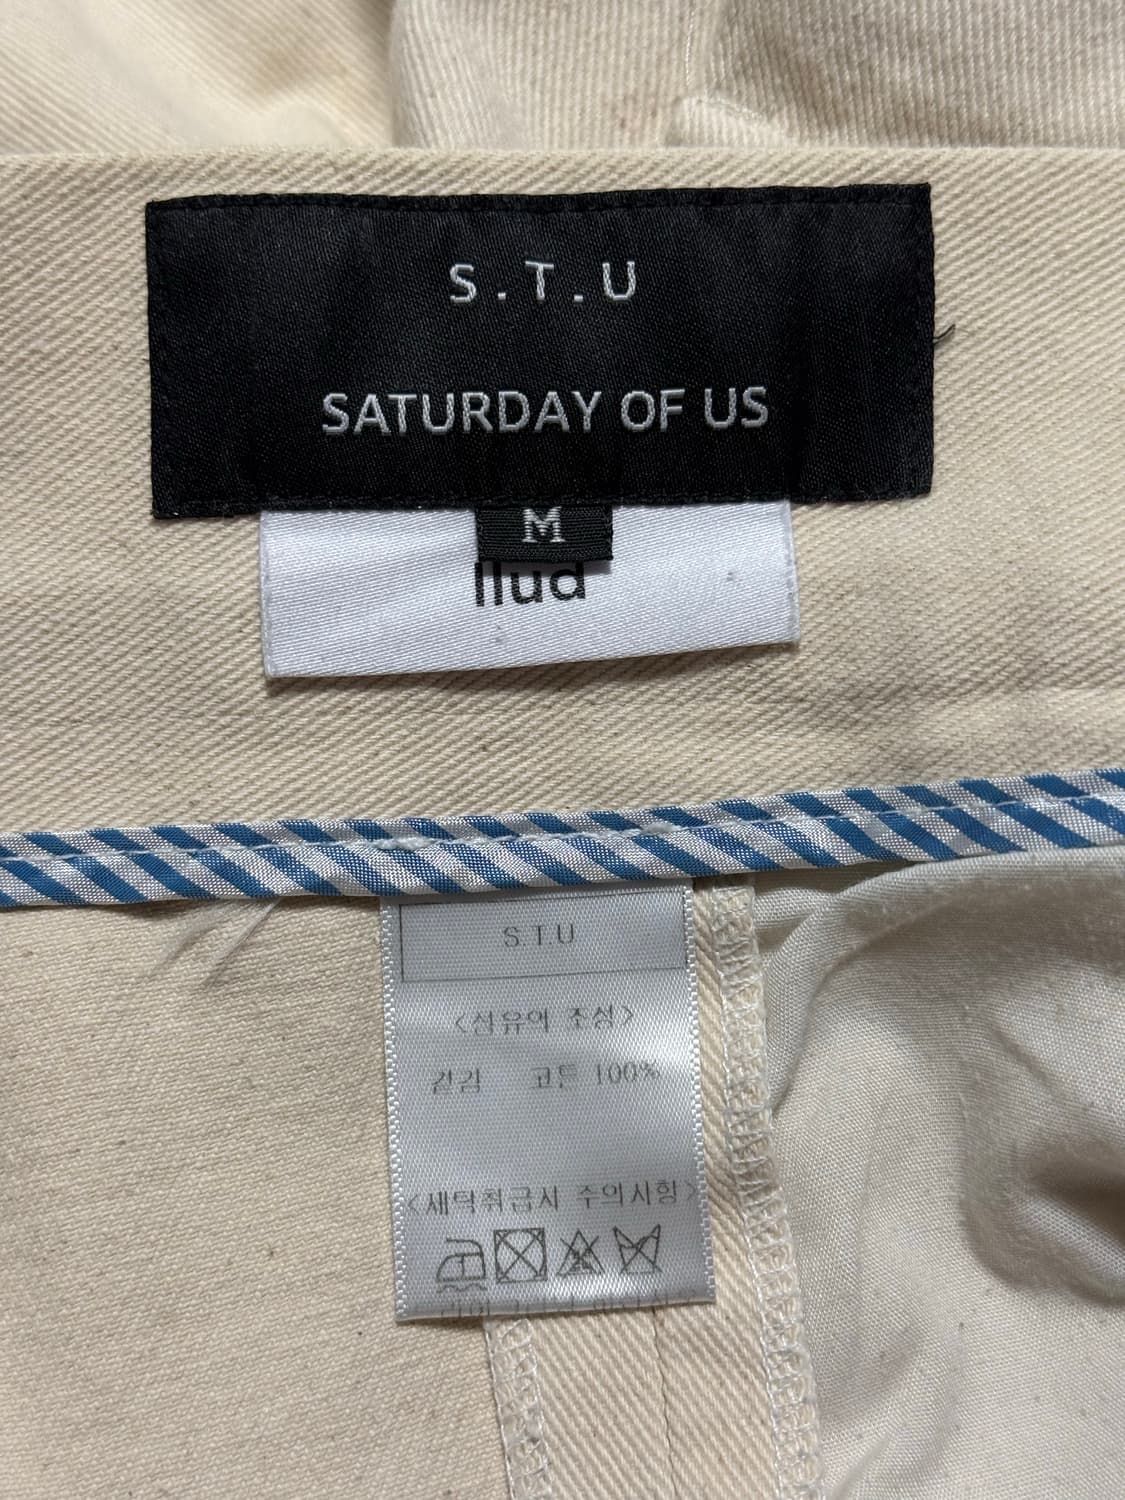 S.T.U
SATURDAY OF US
M
llud
S.T.U
<섬유의 조성>
겉감 코튼 100%
<세탁취급시 주의사항>